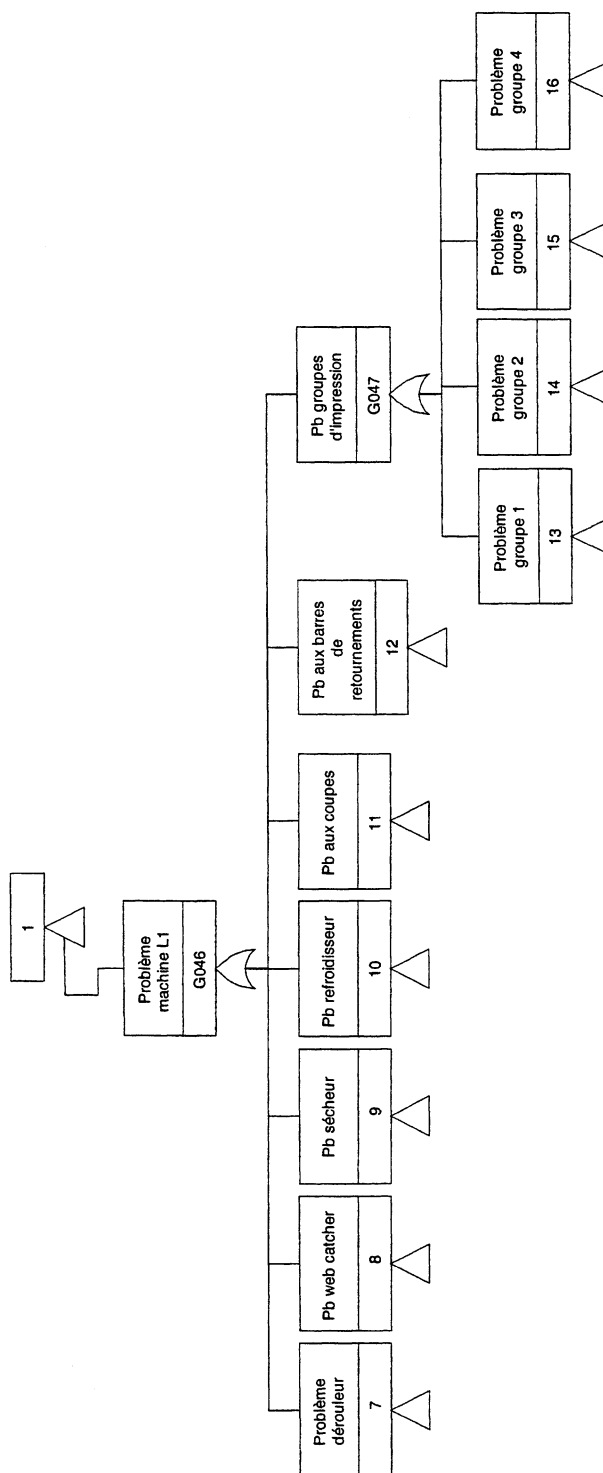 1
Problème
machine L1
G046
Problème
dérouleur
7
Pb web catcher
8
Pb sécheur
9
Pb refroidisseur
10
Pb aux coupes
11
Pb aux barres
de
retournements
12
Pb groupes
d'impression
G047
Problème
groupe 1
13
Problème
groupe 2
14
Problème
groupe 3
15
Problème
groupe 4
16